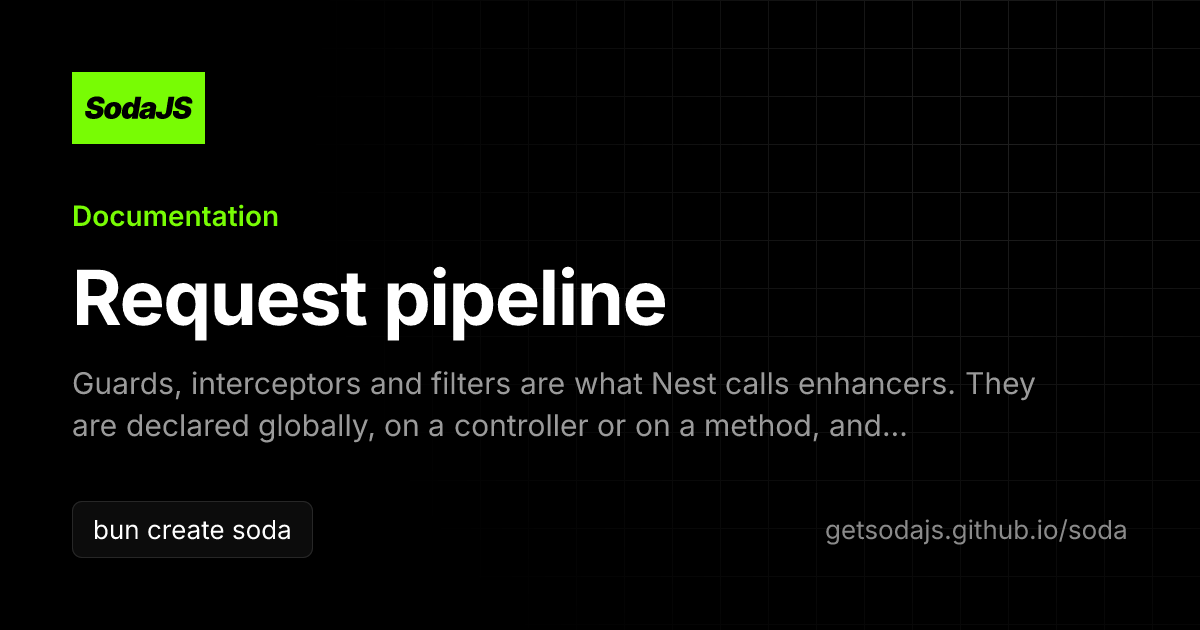 SodaJS
Documentation
Request pipeline
Guards, interceptors and filters are what Nest calls enhancers. They
are declared globally, on a controller or on a method, and...
bun create soda
getsodajs.github.io/soda